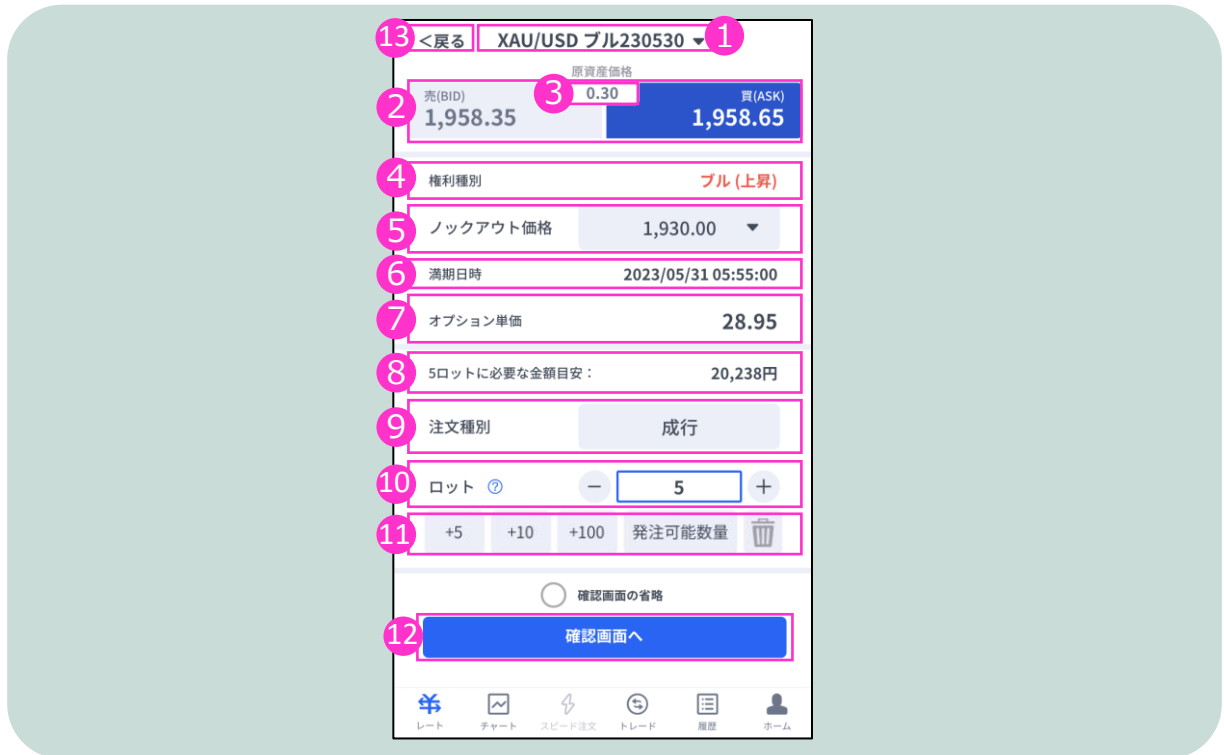 13 <戻る XAU/USD ブル230530 ▼ 1
原資産価格
2 売(BID) 3 0.30 買(ASK)
1,958.35 1,958.65
4 権利種別 ブル (上昇)
5 ノックアウト価格 1,930.00 ▼
6 満期日時 2023/05/31 05:55:00
7 オプション単価 28.95
8 5ロットに必要な金額目安： 20,238円
9 注文種別 成行
10 ロット ? − 5 +
11 +5 +10 +100 発注可能数量
確認画面の省略
12 確認画面へ
レート チャート スピード注文 トレード 履歴 ホーム